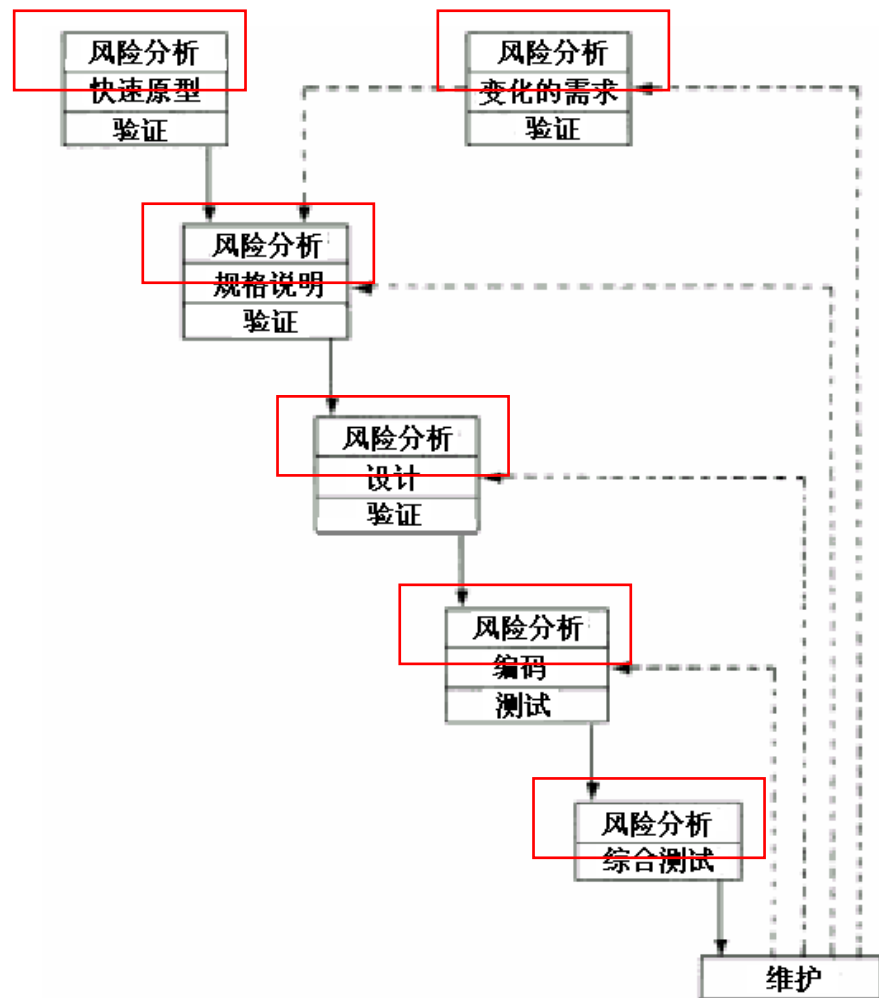 风险分析
快速原型
验证
风险分析
变化的需求
验证
风险分析
规格说明
验证
风险分析
设计
验证
风险分析
编码
测试
风险分析
综合测试
维护